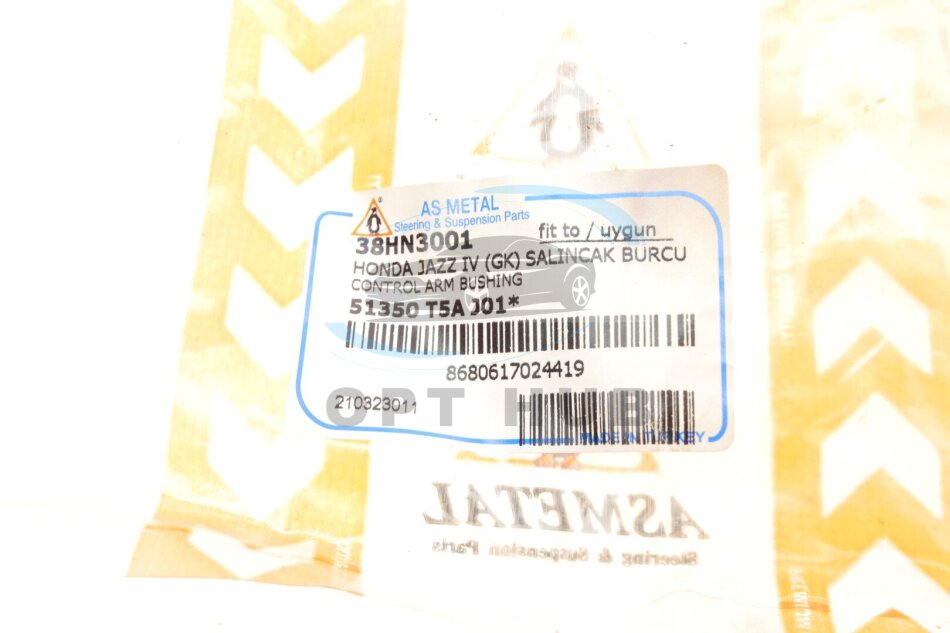 AS METAL
Steering & Suspension Parts
38HN3001
fit to / uygun
HONDA JAZZ IV (GK) SALINCAK BURCU
CONTROL ARM BUSHING
51350 T5A J01*
8680617024419
210323011
OPT HUB
MADE IN TURKEY
ASMETAL
Steering & Suspension Parts